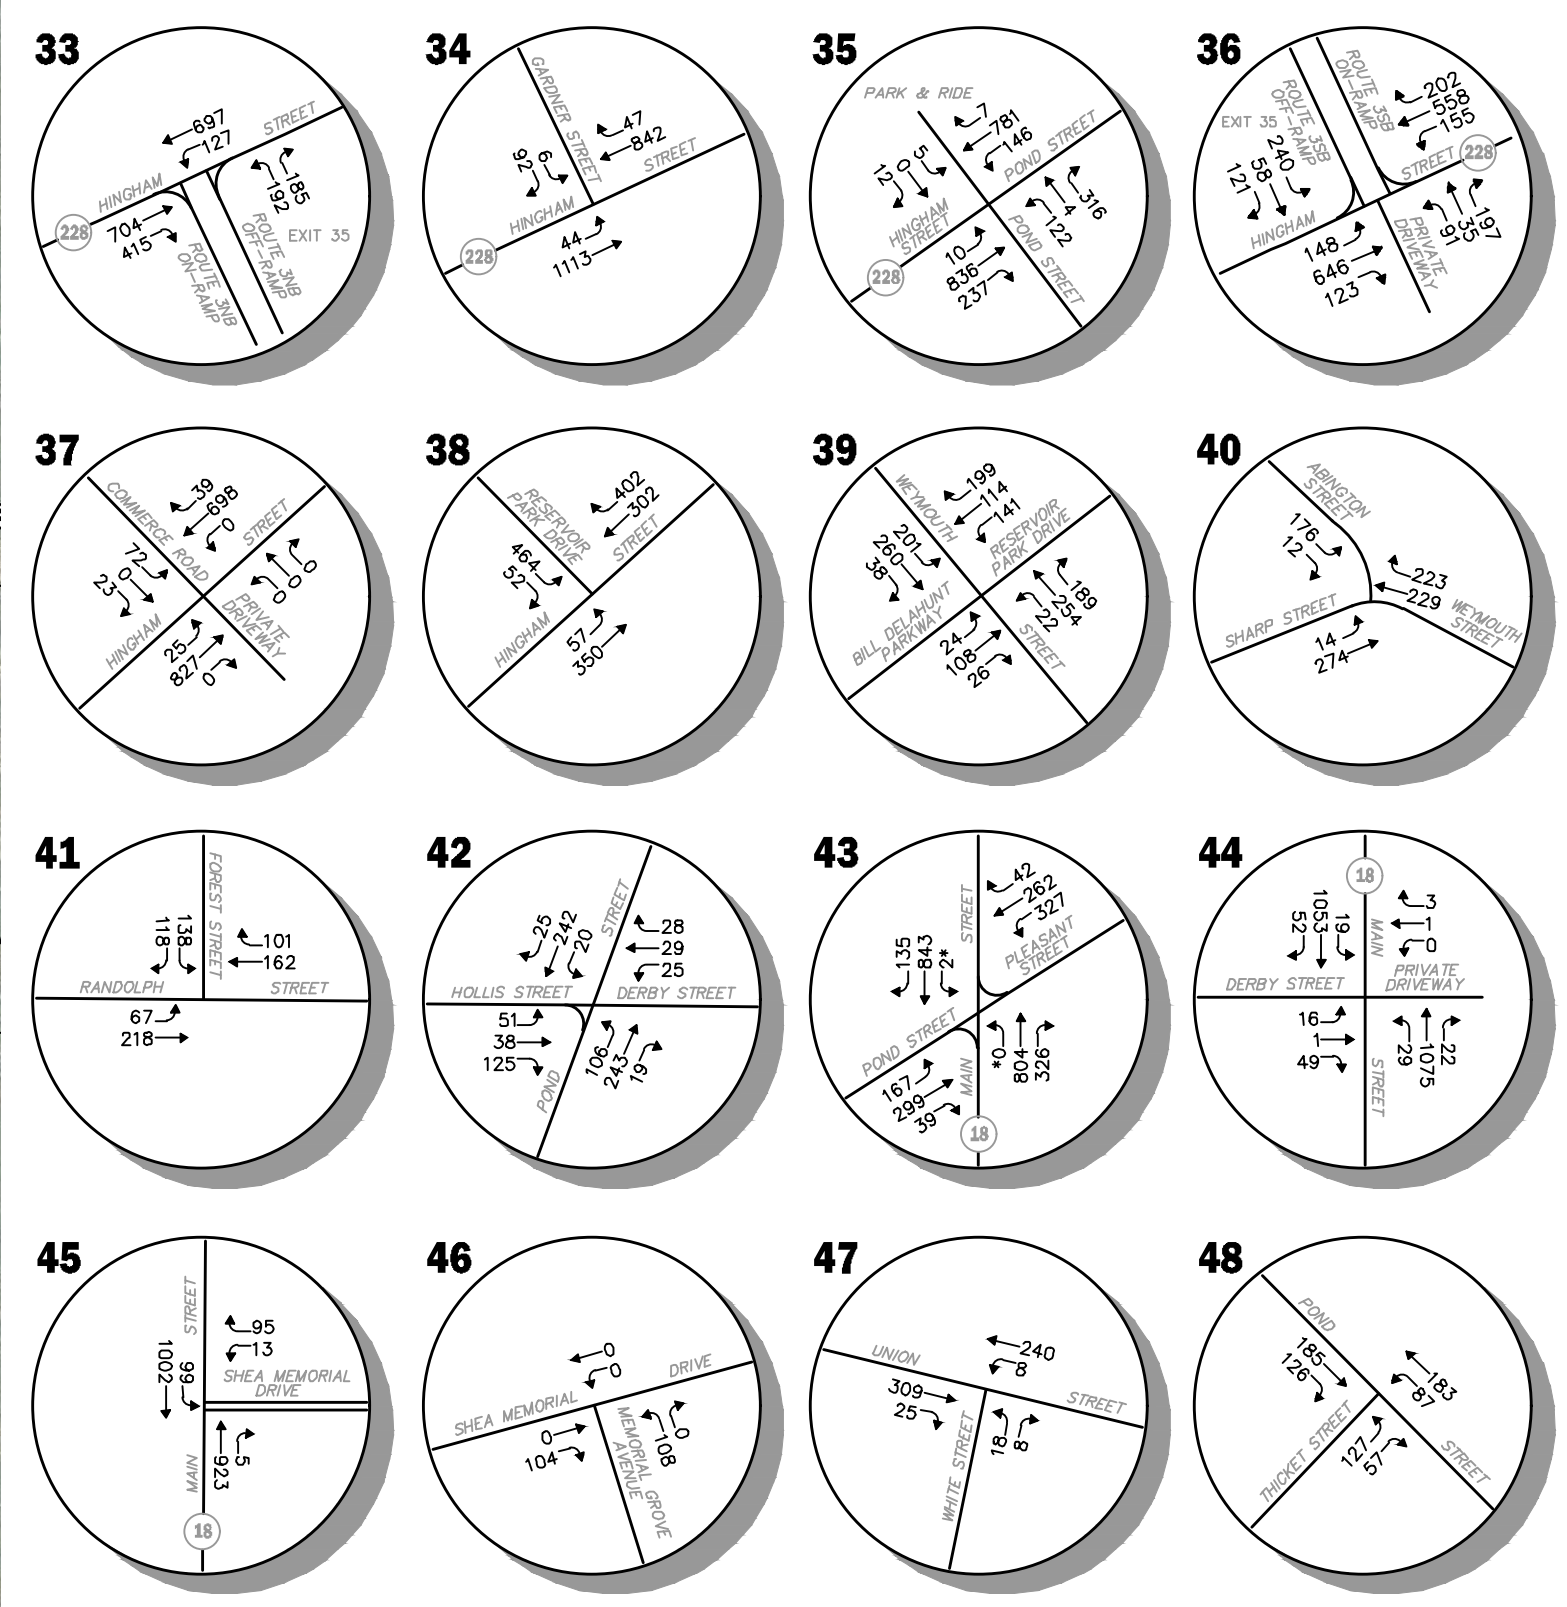 33
697
127
STREET
HINGHAM
228
704
415
185
192
ROUTE 3NB
OFF-RAMP
EXIT 35
ROUTE 3NB
ON-RAMP
34
GARDNER STREET
47
842
STREET
6
92
HINGHAM
228
44
1113
35
PARK & RIDE
7
781
146
POND STREET
5
0
12
HINGHAM
STREET
228
316
4
122
POND STREET
10
836
237
36
ROUTE 3SB
ON-RAMP
202
558
155
EXIT 35
ROUTE 3SB
OFF-RAMP
240
58
121
STREET
228
HINGHAM
197
35
91
PRIVATE
DRIVEWAY
148
646
123
37
COMMERCE ROAD
39
698
0
STREET
72
0
23
0
0
0
PRIVATE
DRIVEWAY
HINGHAM
25
827
0
38
RESERVOIR
PARK DRIVE
402
302
STREET
464
52
HINGHAM
57
350
39
WEYMOUTH
199
114
141
RESERVOIR
PARK DRIVE
201
260
38
BILL DELAHUNT
PARKWAY
189
254
22
STREET
24
108
26
40
ABINGTON
STREET
176
12
223
229
WEYMOUTH
STREET
SHARP STREET
14
274
41
FOREST STREET
138
118
101
162
RANDOLPH
STREET
67
218
42
STREET
25
242
20
28
29
25
HOLLIS STREET
DERBY STREET
51
38
125
106
243
19
POND
43
STREET
42
262
327
PLEASANT
STREET
135
843
2*
POND STREET
167
299
39
MAIN
*0
804
326
18
44
18
52
1053
19
MAIN
3
1
0
DERBY STREET
PRIVATE
DRIVEWAY
16
1
49
29
1075
22
STREET
45
STREET
95
13
1002
99
SHEA MEMORIAL
DRIVE
MAIN
923
5
18
46
0
0
DRIVE
SHEA MEMORIAL
0
104
0
108
MEMORIAL GROVE
AVENUE
47
UNION
240
8
309
25
STREET
WHITE STREET
18
8
48
POND
185
126
183
87
THICKET STREET
127
57
STREET